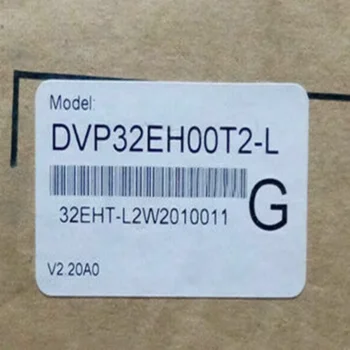 Model:
DVP32EH00T2-L
32EHT-L2W2010011
G
V2.20A0